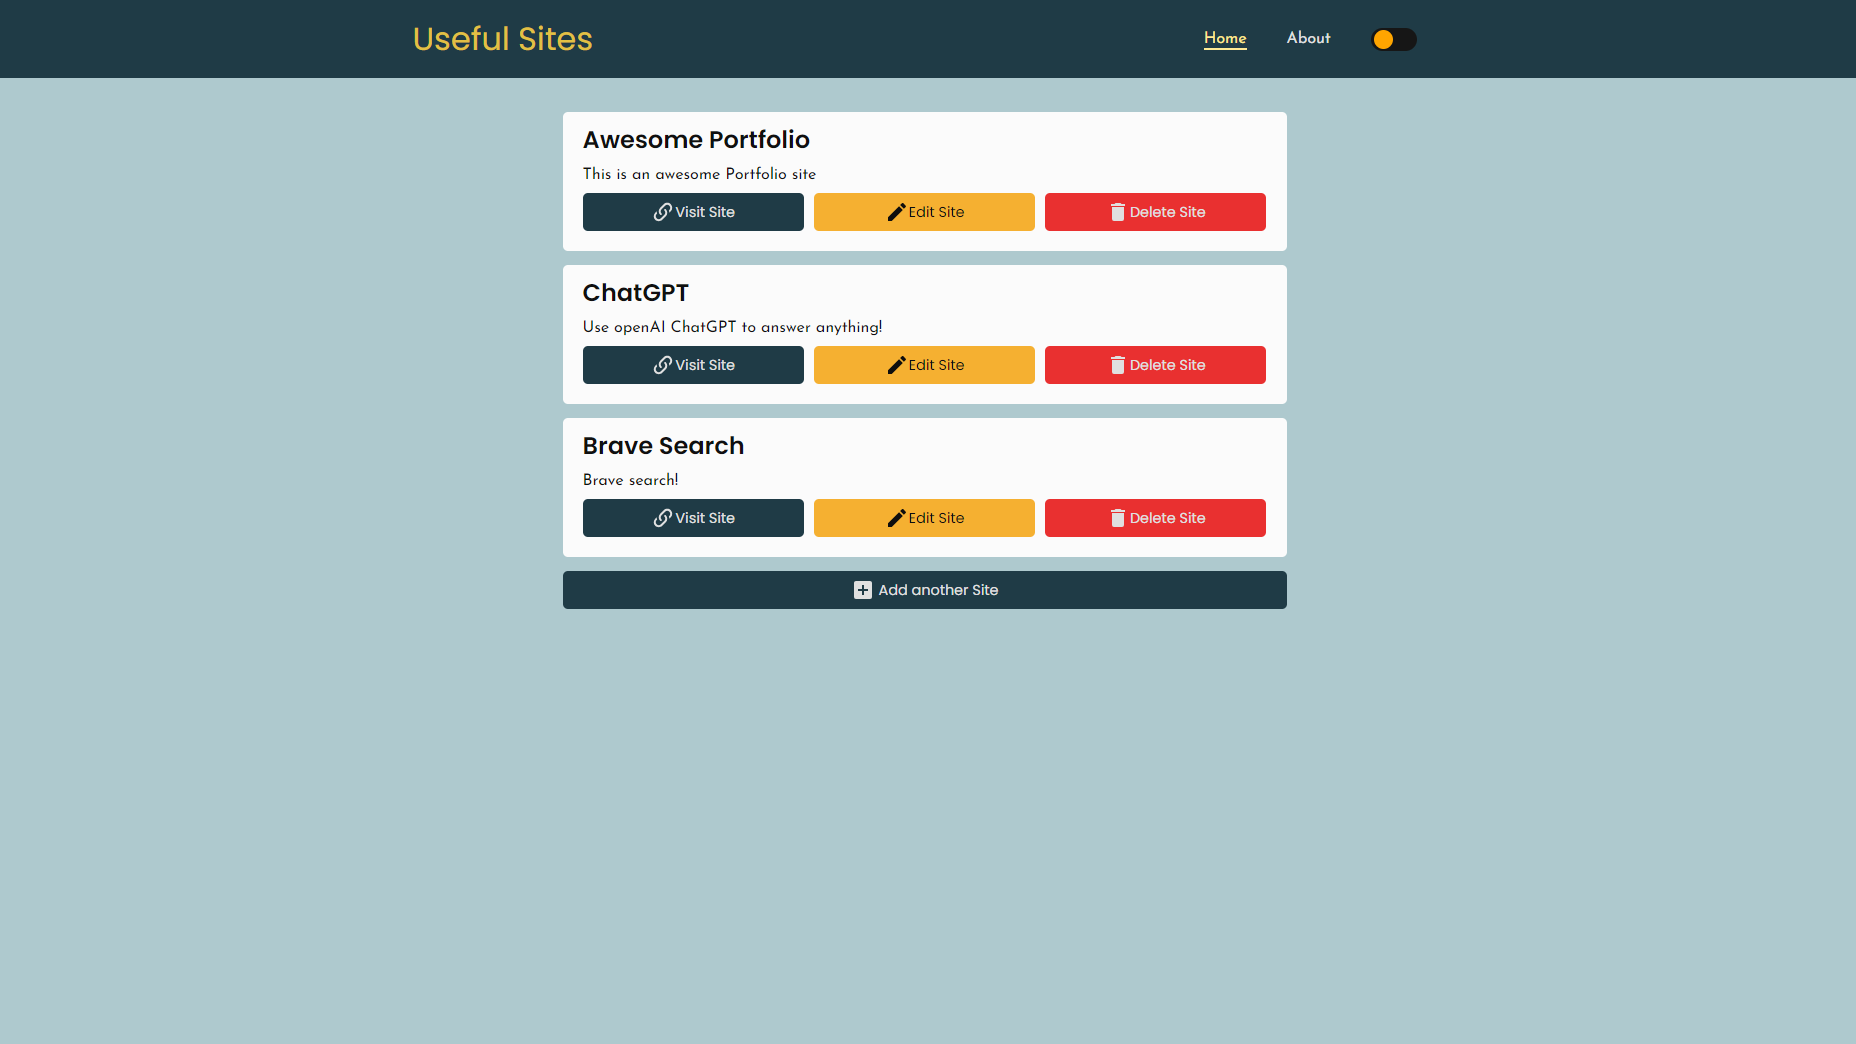 Useful Sites
Home
About
Awesome Portfolio
This is an awesome Portfolio site
Visit Site
Edit Site
Delete Site
ChatGPT
Use openAI ChatGPT to answer anything!
Visit Site
Edit Site
Delete Site
Brave Search
Brave search!
Visit Site
Edit Site
Delete Site
Add another Site